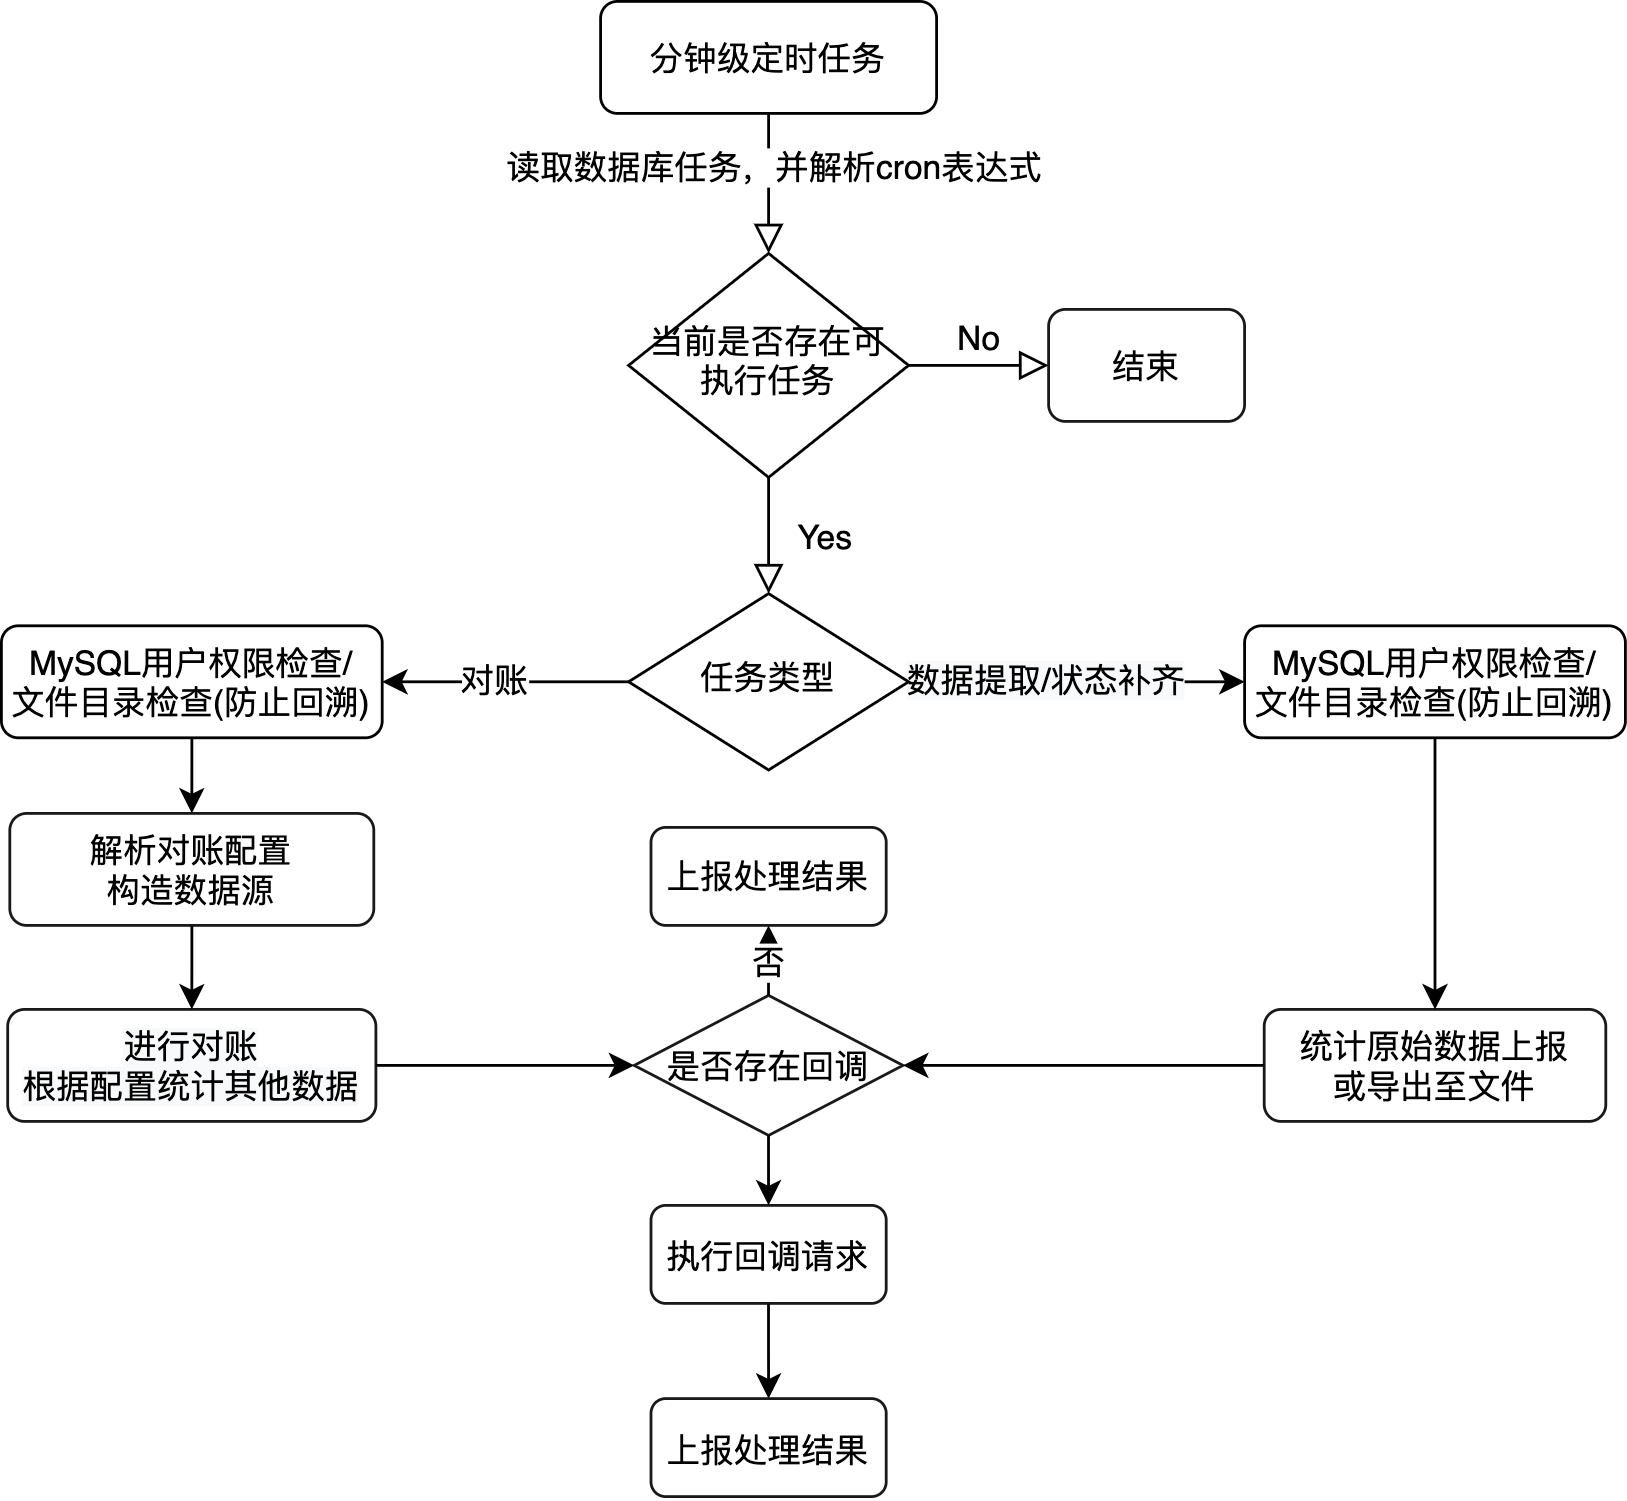 分钟级定时任务
读取数据库任务，并解析cron表达式
当前是否存在可
执行任务
No
结束
Yes
MySQL用户权限检查/
文件目录检查(防止回溯)
对账
任务类型
数据提取/状态补齐
MySQL用户权限检查/
文件目录检查(防止回溯)
解析对账配置
构造数据源
上报处理结果
否
进行对账
根据配置统计其他数据
是否存在回调
统计原始数据上报
或导出至文件
执行回调请求
上报处理结果